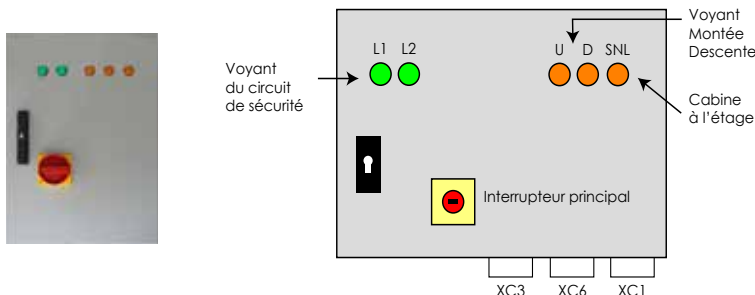 L1 L2
U D SNL
Voyant
Montée
Descente
Voyant
du circuit
de sécurité
Cabine
à l'étage
Interrupteur principal
XC3 XC6 XC1